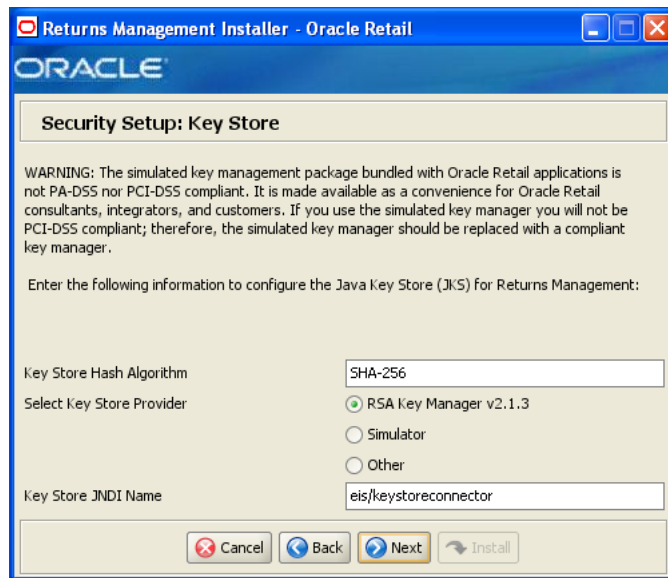 Returns Management Installer - Oracle Retail
ORACLE
Security Setup: Key Store
WARNING: The simulated key management package bundled with Oracle Retail applications is
not PA-DSS nor PCI-DSS compliant. It is made available as a convenience for Oracle Retail
consultants, integrators, and customers. If you use the simulated key manager you will not be
PCI-DSS compliant; therefore, the simulated key manager should be replaced with a compliant
key manager.
Enter the following information to configure the Java Key Store (JKS) for Returns Management:
Key Store Hash Algorithm SHA-256
Select Key Store Provider RSA Key Manager v2.1.3
Simulator
Other
Key Store JNDI Name eis/keystoreconnector
Cancel Back Next Install